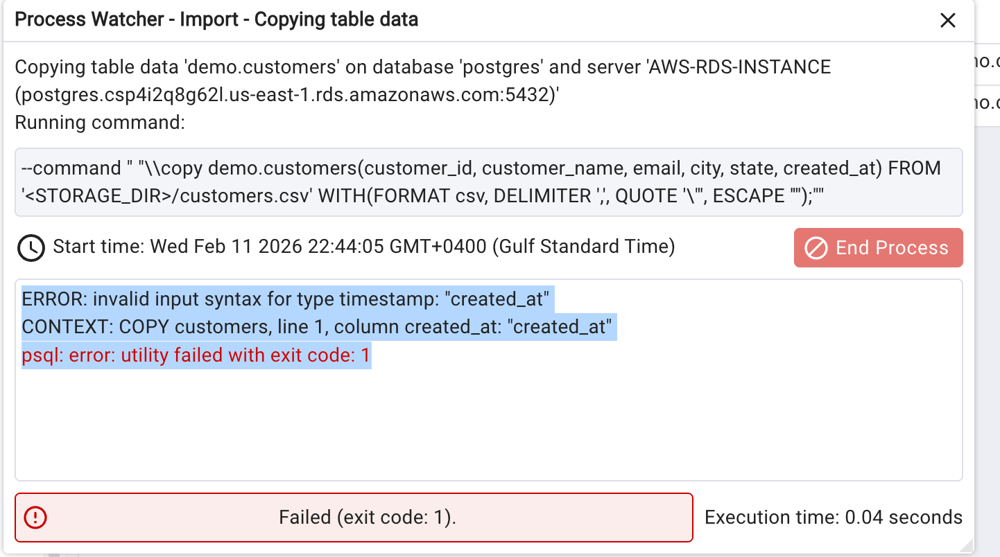 Process Watcher - Import - Copying table data
Copying table data 'demo.customers' on database 'postgres' and server 'AWS-RDS-INSTANCE
(postgres.csp4i2q8g62l.us-east-1.rds.amazonaws.com:5432)'
Running command:
--command " "\\copy demo.customers(customer_id, customer_name, email, city, state, created_at) FROM
'<STORAGE_DIR>/customers.csv' WITH(FORMAT csv, DELIMITER ',', QUOTE '\"', ESCAPE '"');""
Start time: Wed Feb 11 2026 22:44:05 GMT+0400 (Gulf Standard Time)
End Process
ERROR: invalid input syntax for type timestamp: "created_at"
CONTEXT: COPY customers, line 1, column created_at: "created_at"
psql: error: utility failed with exit code: 1
Failed (exit code: 1).
Execution time: 0.04 seconds